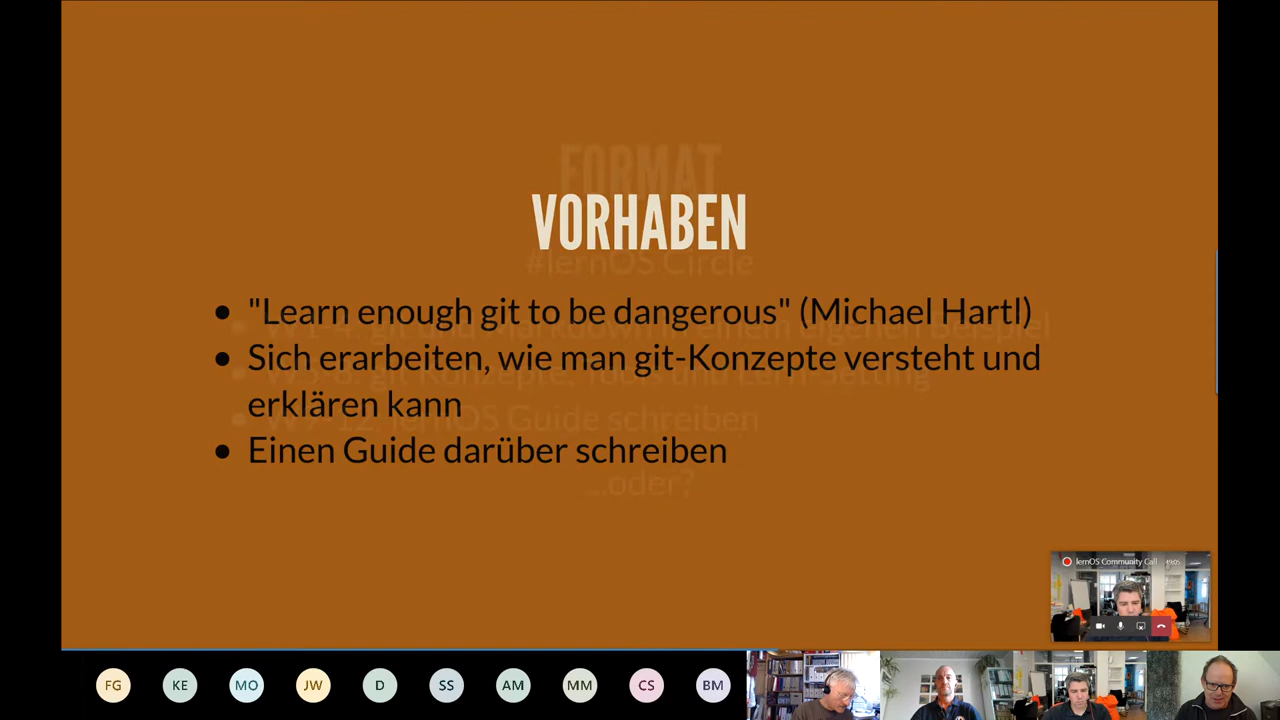 FORMAT
VORHABEN
#lernOS Circle
"Learn enough git to be dangerous" (Michael Hartl)
Sich erarbeiten, wie man git-Konzepte versteht und
erklären kann
Einen Guide darüber schreiben
...oder?
lernOS Community Call
FG KE MO JW D SS AM MM CS BM